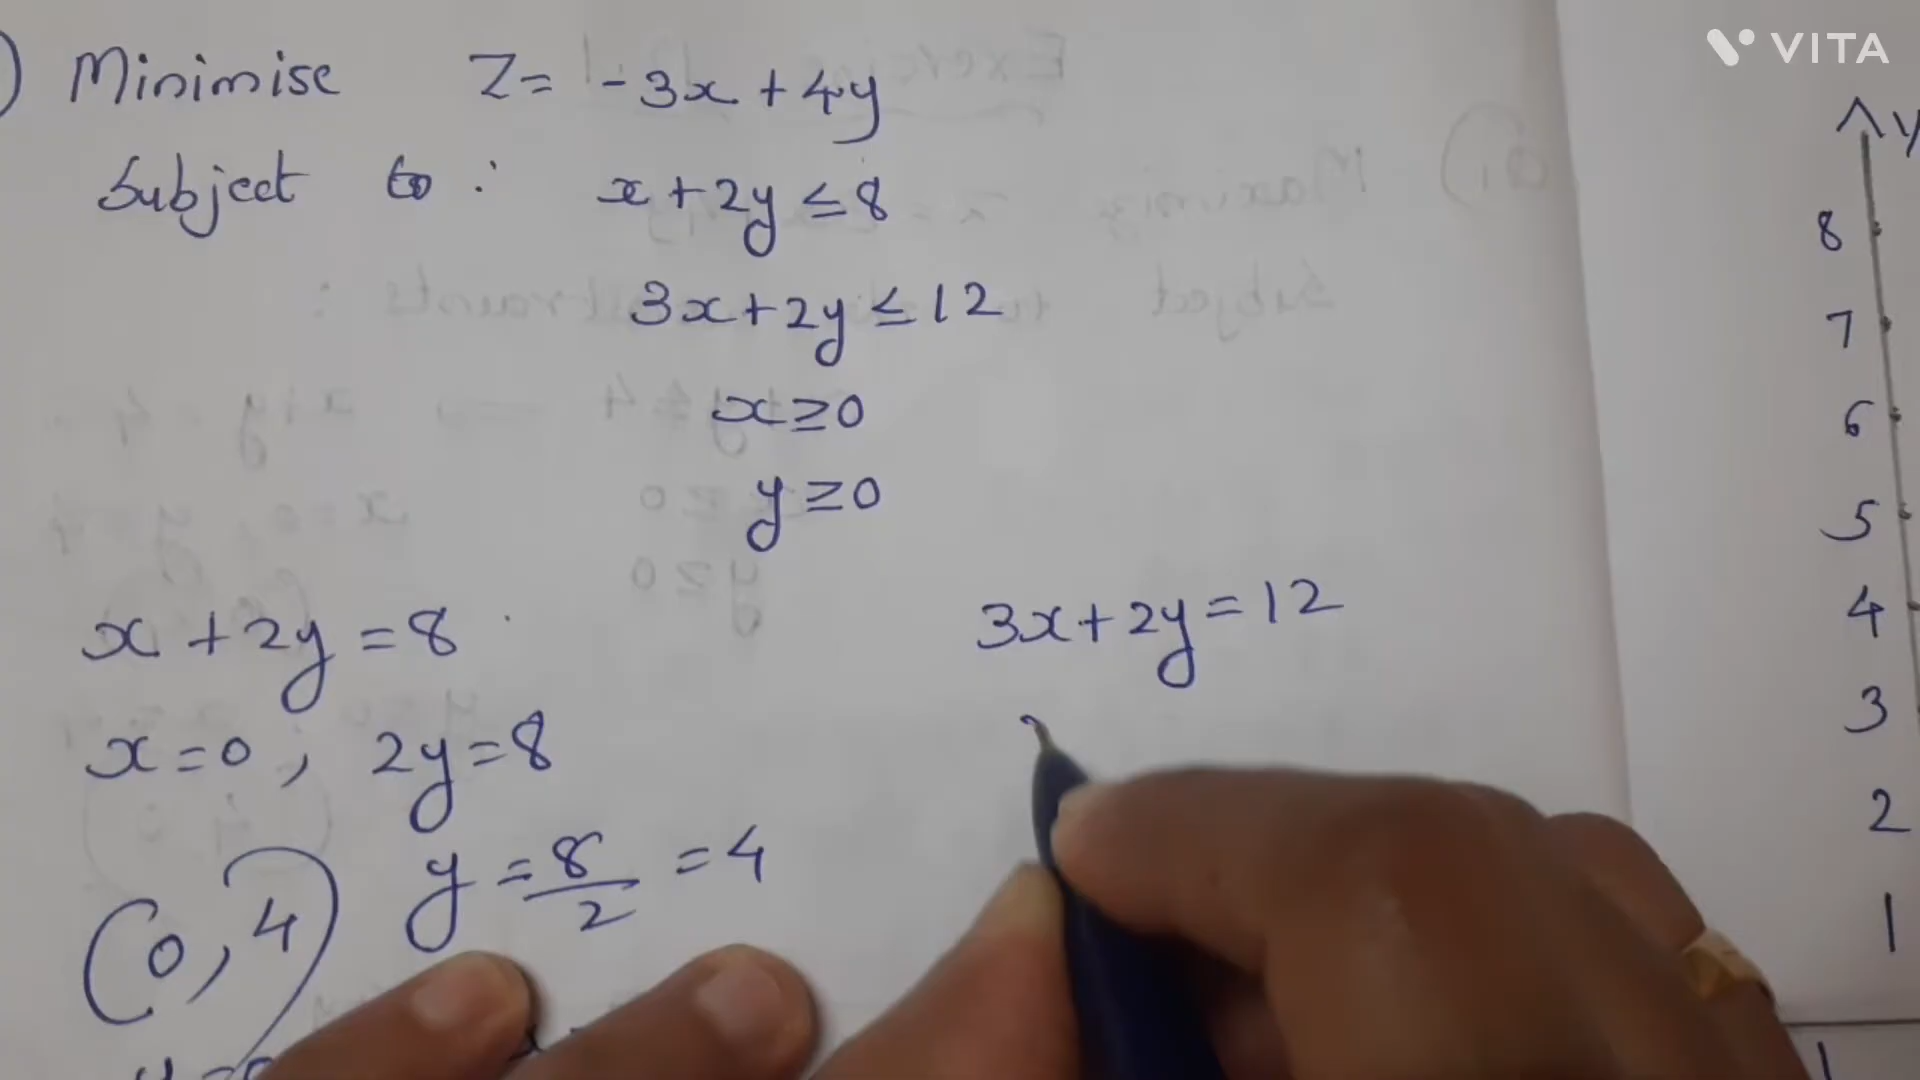 VITA
Minimise Z = -3x + 4y
Subject to : x + 2y ≤ 8
3x + 2y ≤ 12
x ≥ 0
y ≥ 0
x + 2y = 8
x = 0, 2y = 8
y = 8/2 = 4
(0, 4)
3x + 2y = 12
y
8
7
6
5
4
3
2
1